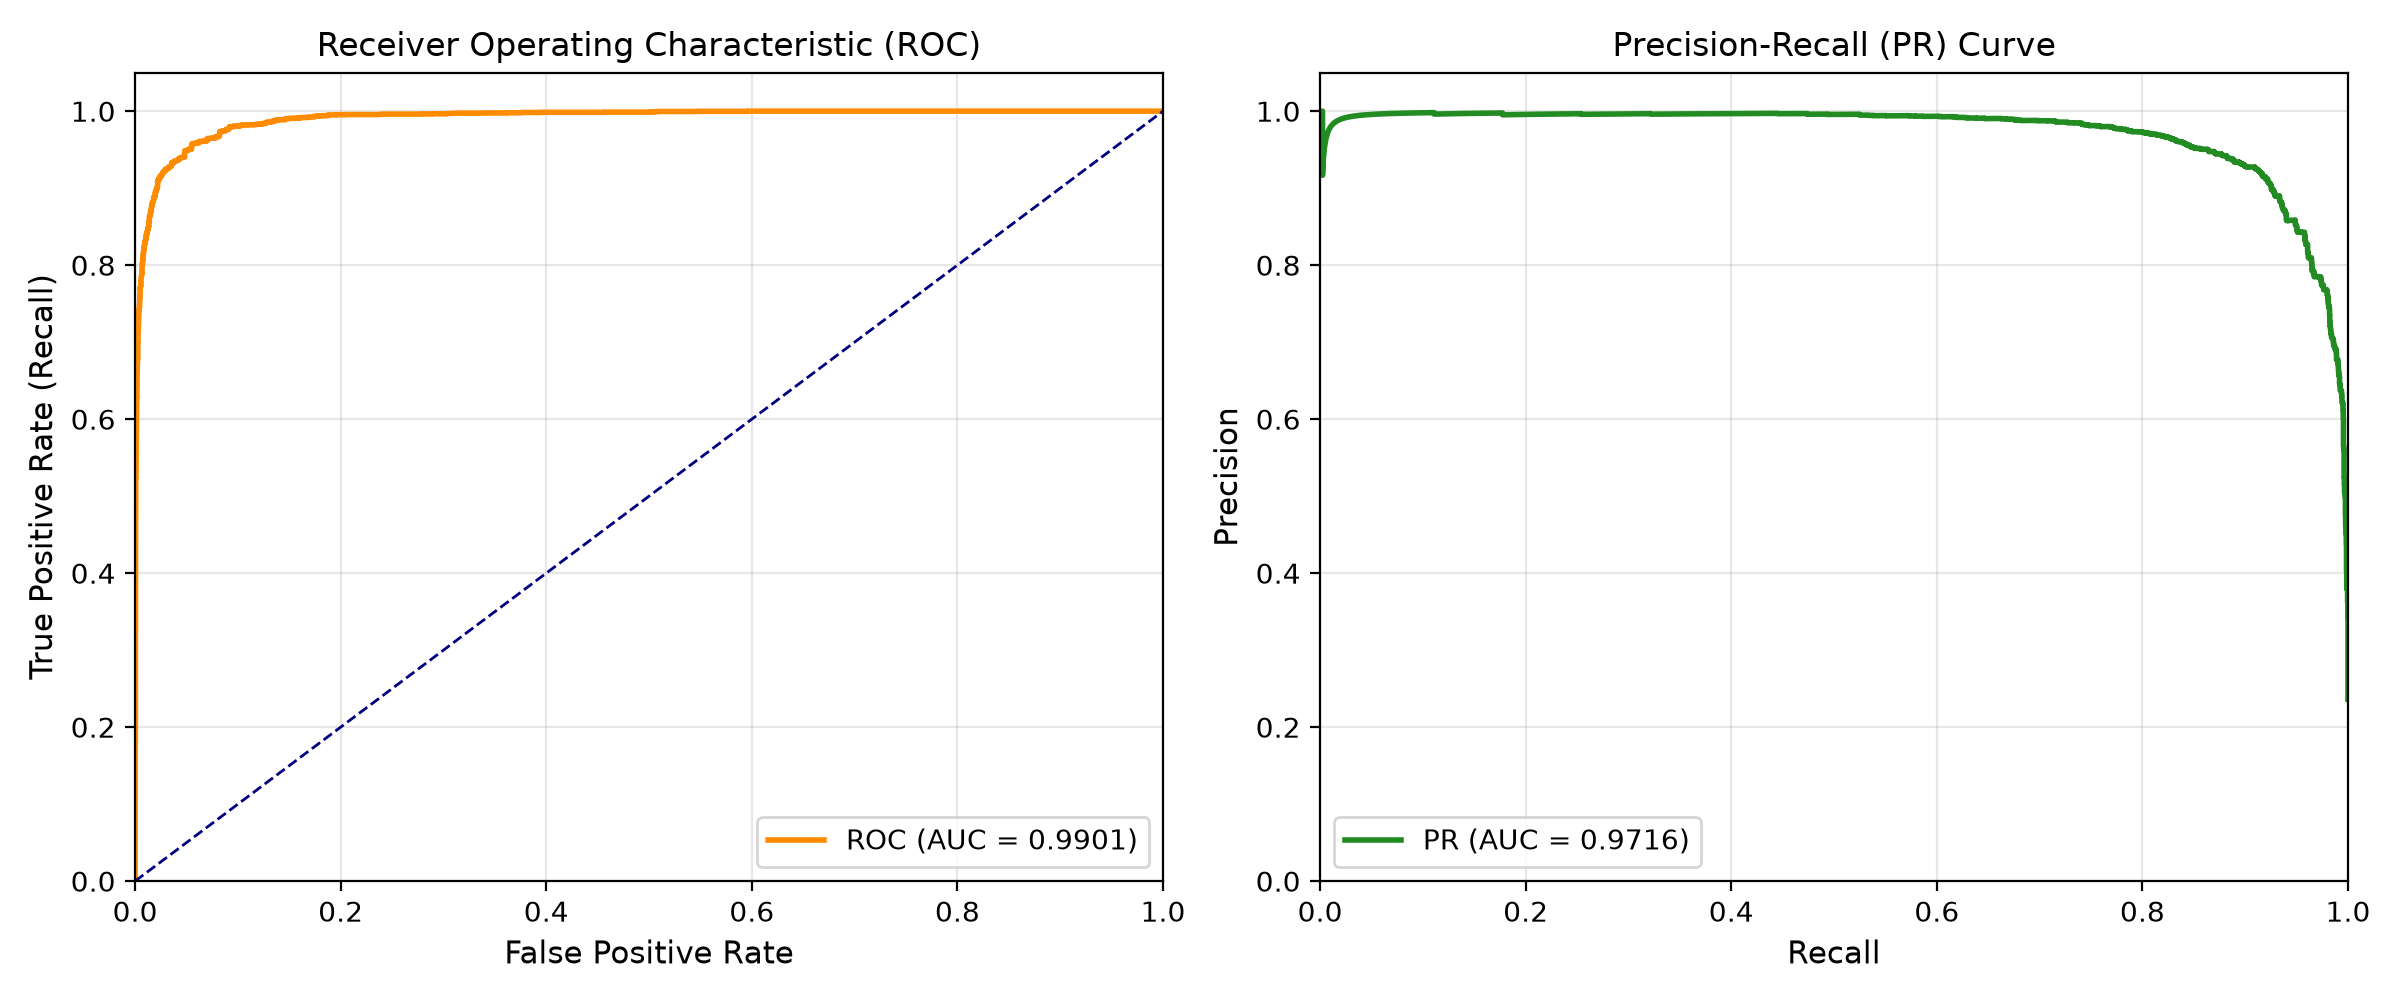 Receiver Operating Characteristic (ROC)
True Positive Rate (Recall)
1.0
0.8
0.6
0.4
0.2
0.0
0.0 0.2 0.4 0.6 0.8 1.0
False Positive Rate
ROC (AUC = 0.9901)
Precision-Recall (PR) Curve
Precision
1.0
0.8
0.6
0.4
0.2
0.0
0.0 0.2 0.4 0.6 0.8 1.0
Recall
PR (AUC = 0.9716)